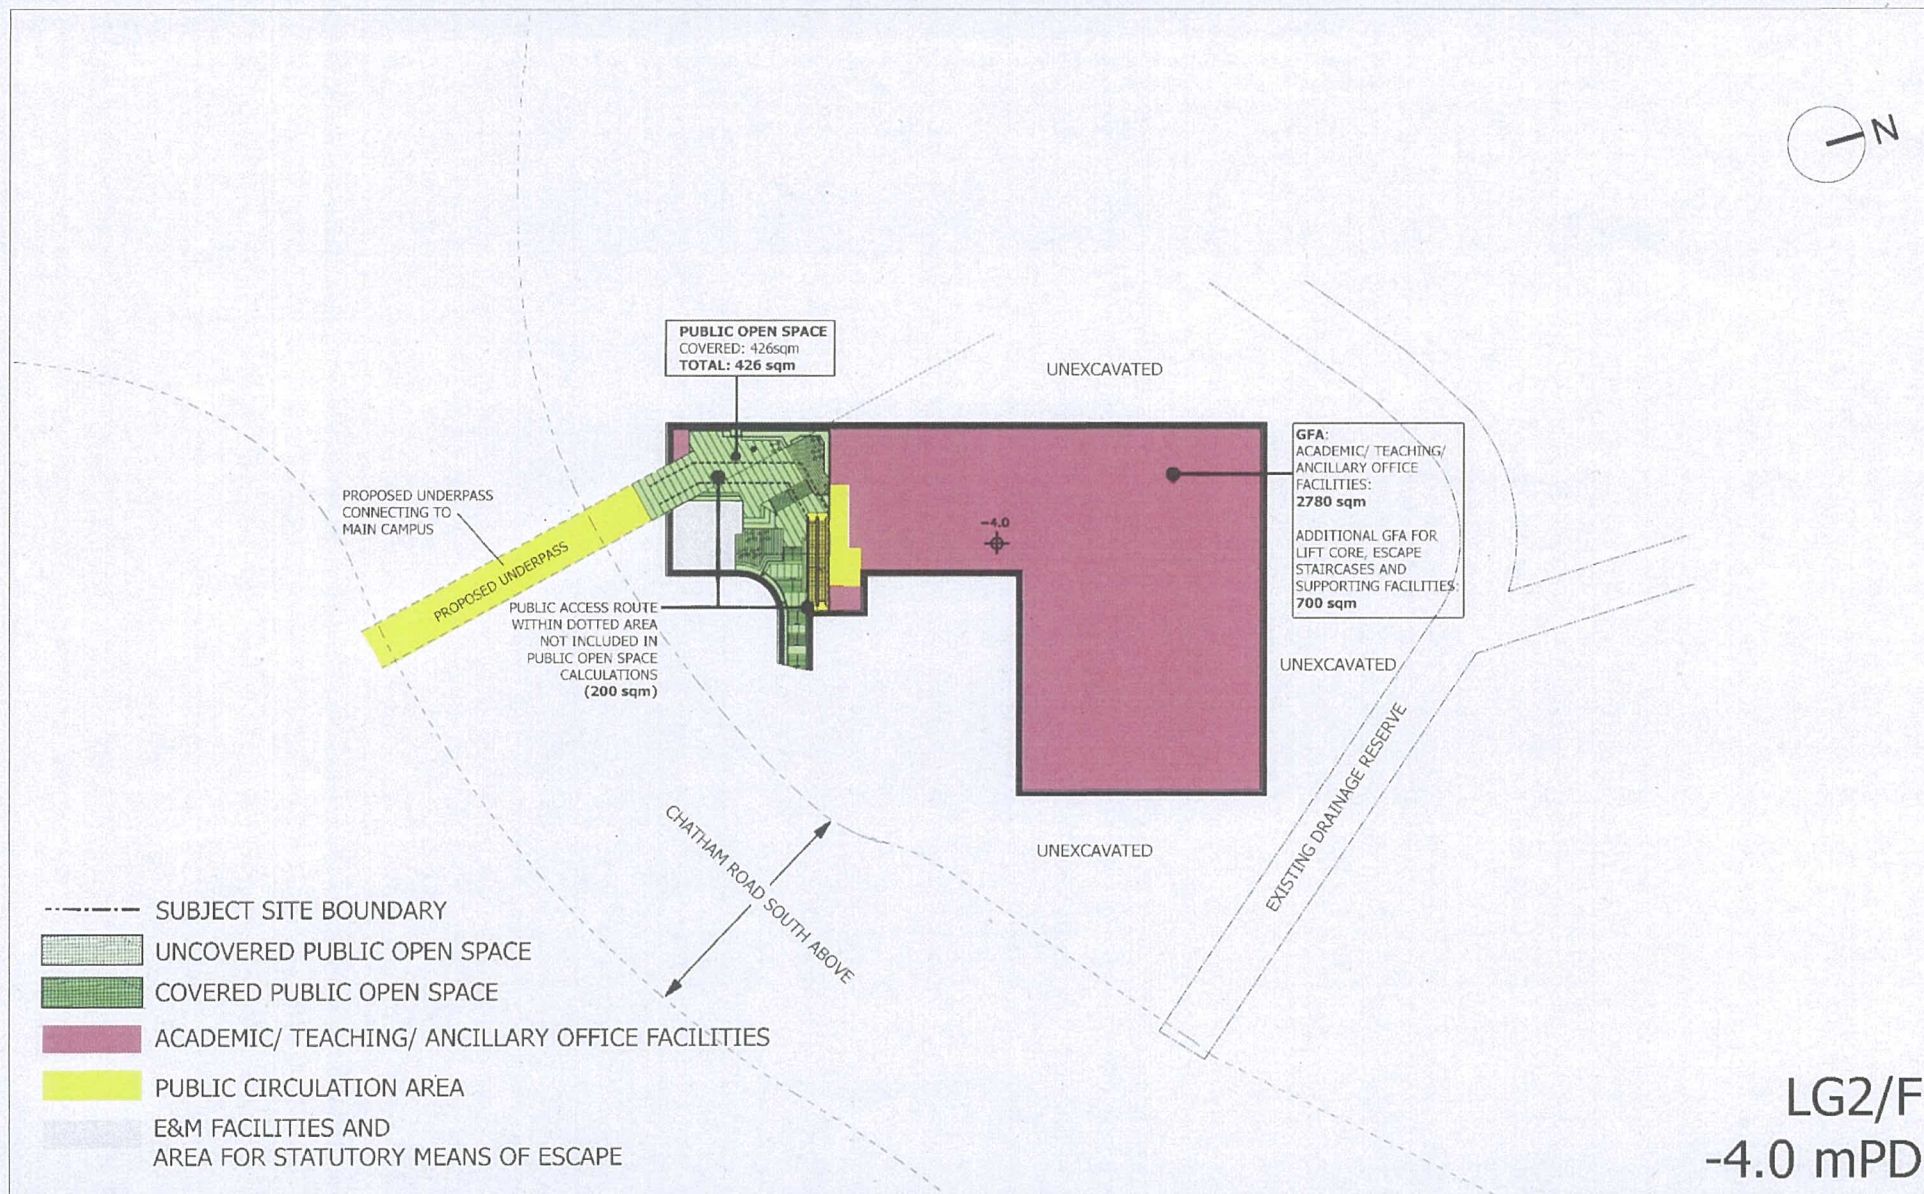 N
PUBLIC OPEN SPACE
COVERED: 426sqm
TOTAL: 426 sqm
UNEXCAVATED
GFA:
ACADEMIC/ TEACHING/
ANCILLARY OFFICE
FACILITIES:
2780 sqm
ADDITIONAL GFA FOR
LIFT CORE, ESCAPE
STAIRCASES AND
SUPPORTING FACILITIES:
700 sqm
PROPOSED UNDERPASS
CONNECTING TO
MAIN CAMPUS
-4.0
PROPOSED UNDERPASS
PUBLIC ACCESS ROUTE
WITHIN DOTTED AREA
NOT INCLUDED IN
PUBLIC OPEN SPACE
CALCULATIONS
(200 sqm)
UNEXCAVATED
EXISTING DRAINAGE RESERVE
UNEXCAVATED
CHATHAM ROAD SOUTH ABOVE
SUBJECT SITE BOUNDARY
UNCOVERED PUBLIC OPEN SPACE
COVERED PUBLIC OPEN SPACE
ACADEMIC/ TEACHING/ ANCILLARY OFFICE FACILITIES
PUBLIC CIRCULATION AREA
E&M FACILITIES AND
AREA FOR STATUTORY MEANS OF ESCAPE
LG2/F
-4.0 mPD